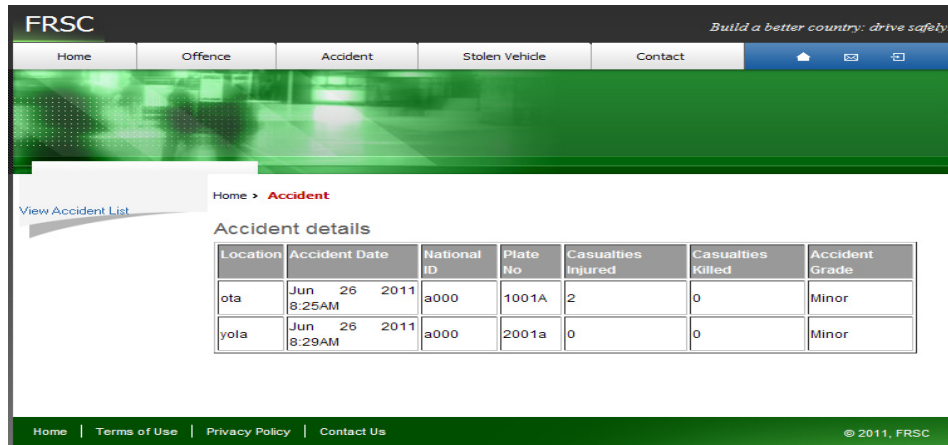 FRSC
Build a better country: drive safely.
Home Offence Accident Stolen Vehicle Contact
View Accident List
Home > Accident
Accident details
Location Accident Date National ID Plate No Casualties Injured Casualties Killed Accident Grade
ota Jun 26 2011 8:25AM a000 1001A 2 0 Minor
yola Jun 26 2011 8:29AM a000 2001a 0 0 Minor
Home | Terms of Use | Privacy Policy | Contact Us
© 2011, FRSC